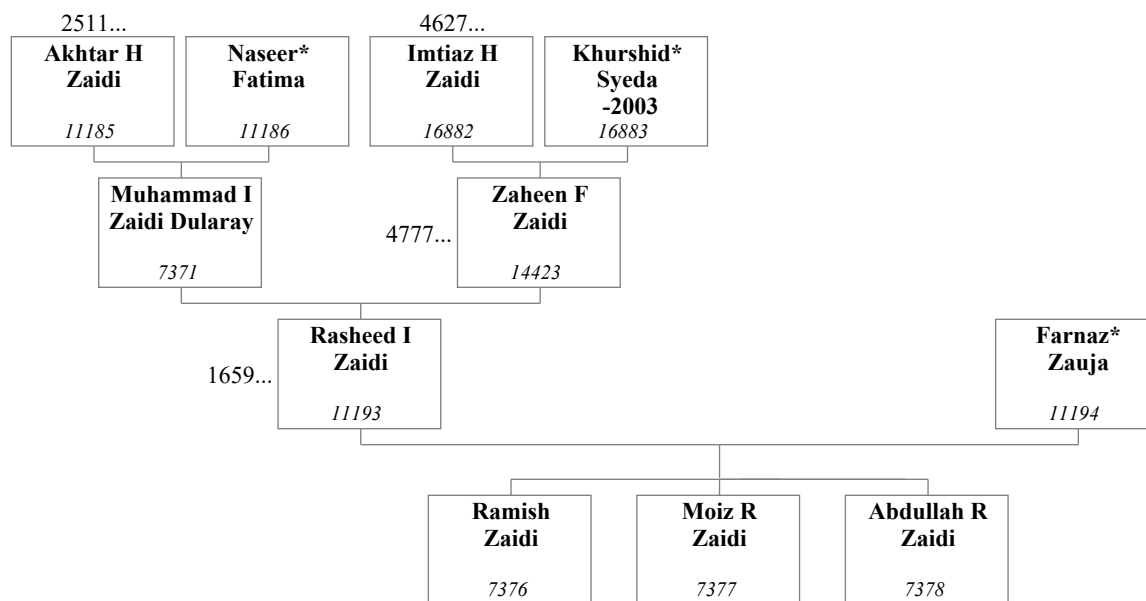 2511...
4627...
Akhtar H
Zaidi
11185
Naseer*
Fatima
11186
Imtiaz H
Zaidi
16882
Khurshid*
Syeda
-2003
16883
Muhammad I
Zaidi Dularay
7371
4777...
Zaheen F
Zaidi
14423
1659...
Rasheed I
Zaidi
11193
Farnaz*
Zauja
11194
Ramish
Zaidi
7376
Moiz R
Zaidi
7377
Abdullah R
Zaidi
7378